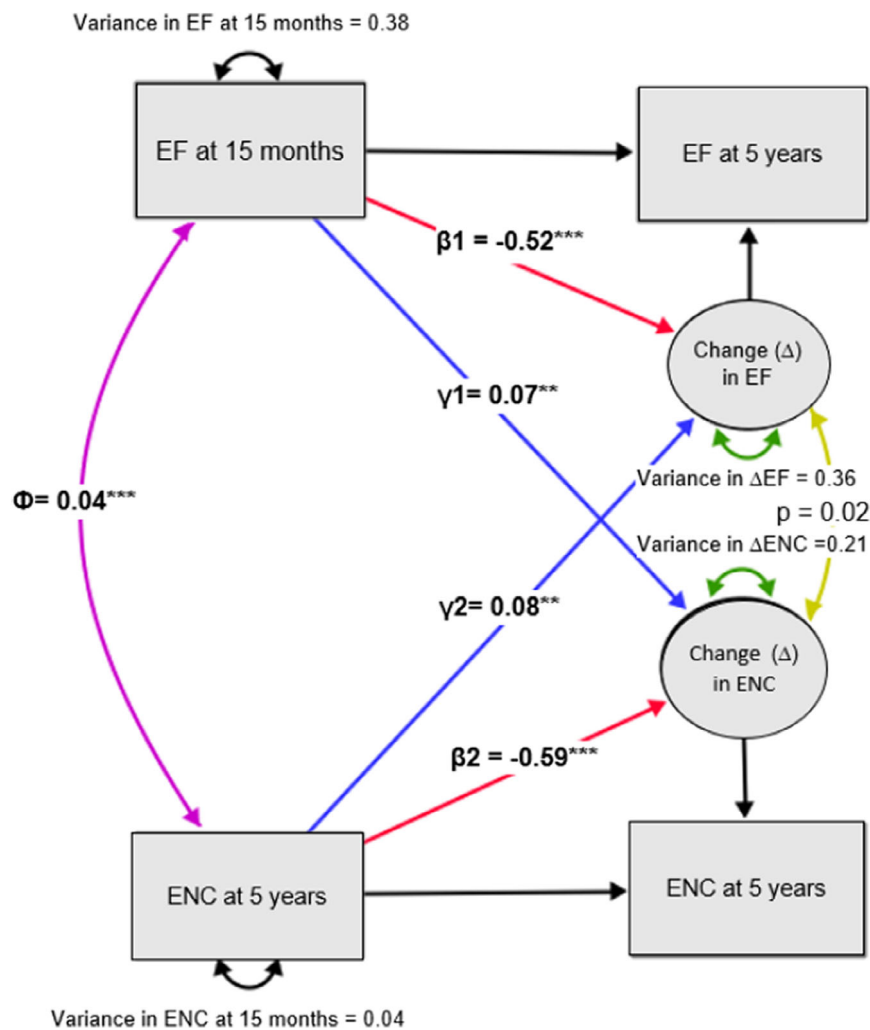 Variance in EF at 15 months = 0.38
EF at 15 months
EF at 5 years
β1 = -0.52***
Change (Δ)
in EF
γ1= 0.07**
Φ= 0.04***
Variance in ΔEF = 0.36
p = 0.02
Variance in ΔENC =0.21
γ2= 0.08**
Change (Δ)
in ENC
β2 = -0.59***
ENC at 5 years
ENC at 5 years
Variance in ENC at 15 months = 0.04